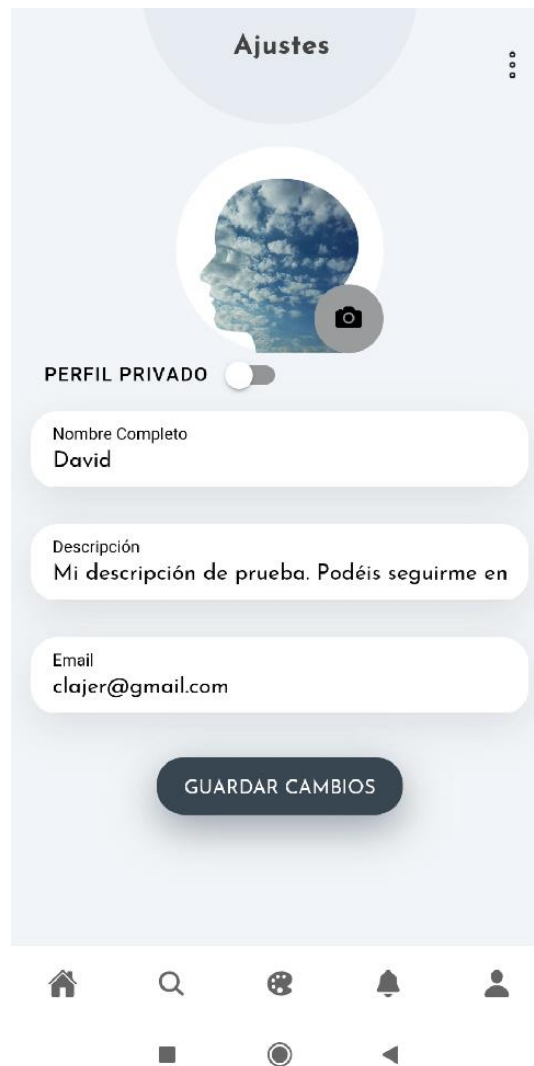 Ajustes
PERFIL PRIVADO
Nombre Completo
David
Descripción
Mi descripción de prueba. Podéis seguirme en
Email
clajer@gmail.com
GUARDAR CAMBIOS